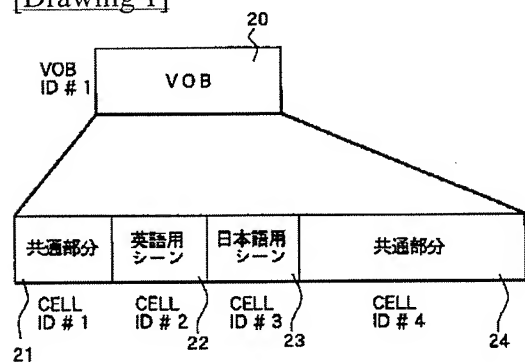 [Drawing 1]
20
VOB
ID # 1
VOB
共通部分
英語用
シーン
日本語用
シーン
共通部分
CELL
ID # 1
CELL
ID # 2
CELL
ID # 3
CELL
ID # 4
21
22
23
24